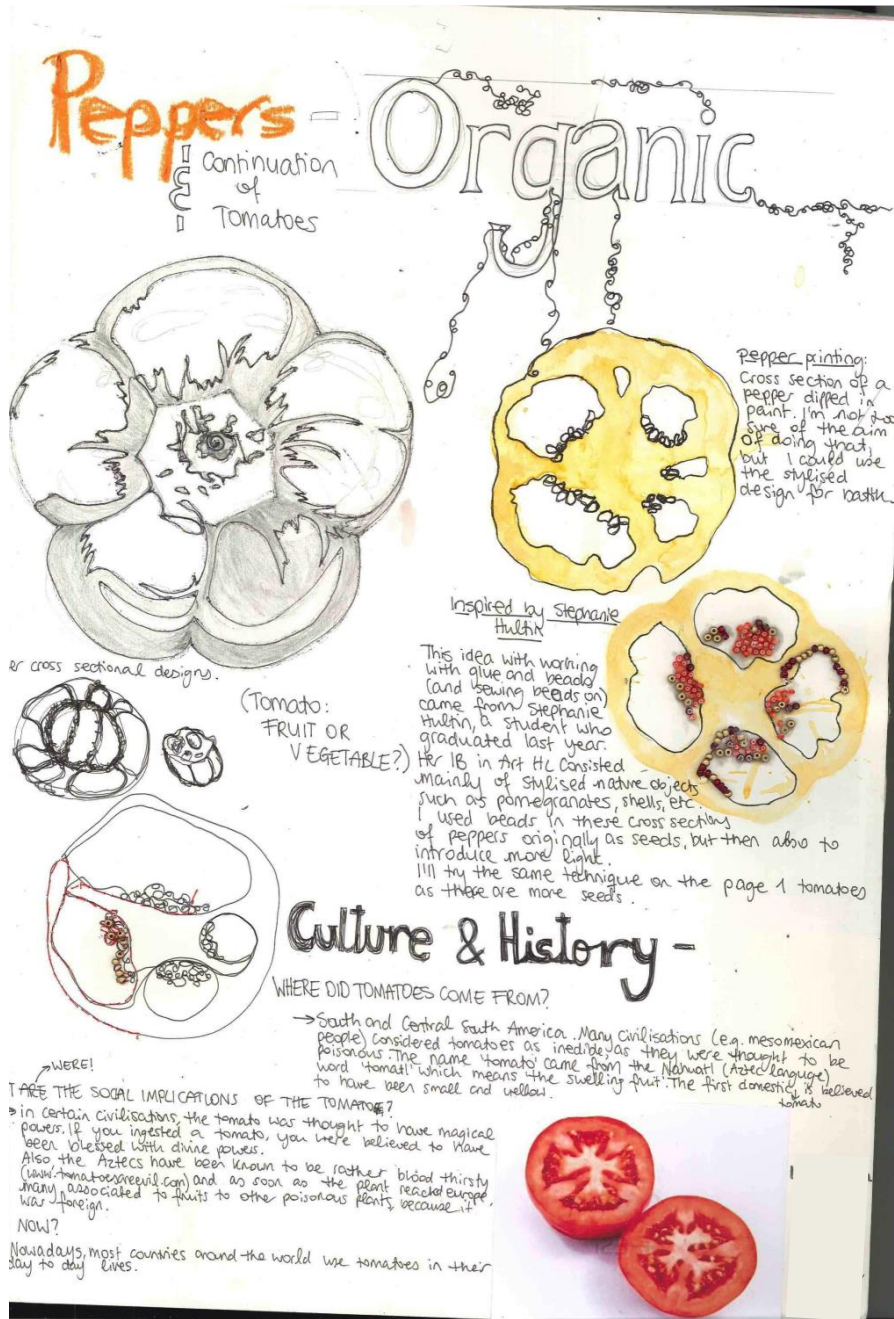 Peppers -
& Continuation
of
Tomatoes
Organic
Pepper printing:
Cross section of a
pepper dipped in
paint. I'm not too
sure of the aim
of doing that,
but I could use
the stylised
design for batik.
Inspired by Stephanie
Hultin
This idea with working
with glue and beads
(and sewing beads on)
came from Stephanie
Hultin, a student who
graduated last year.
Her IB in Art HL consisted
mainly of stylised nature objects
such as pomegranates, shells, etc.
I used beads in these cross sections
of peppers originally as seeds, but then also to
introduce more light.
I'll try the same technique on the page 1 tomatoes
as there are more seeds.
er cross sectional designs.
(Tomato:
FRUIT OR
VEGETABLE?)
Culture & History -
WHERE DID TOMATOES COME FROM?
→ South and Central South America. Many civilisations (e.g. mesomexican
people) considered tomatoes as inedible, as they were thought to be
poisonous. The name 'tomato' came from the Nahuatl (Aztec language)
word 'tomatl' which means 'the swelling fruit'. The first domestic is believed
tomato
to have been small and yellow.
WERE!
T ARE THE SOCIAL IMPLICATIONS OF THE TOMATOE?
→ in certain civilisations, the tomato was thought to have magical
powers. If you ingested a tomato, you were believed to have
been blessed with divine powers.
Also the Aztecs have been known to be rather blood thirsty
(www.tomatoesareevil.com) and as soon as the plant reached europe,
many associated to fruits to other poisonous plants, because it
was foreign.
NOW?
Nowadays, most countries around the world use tomatoes in their
day to day lives.